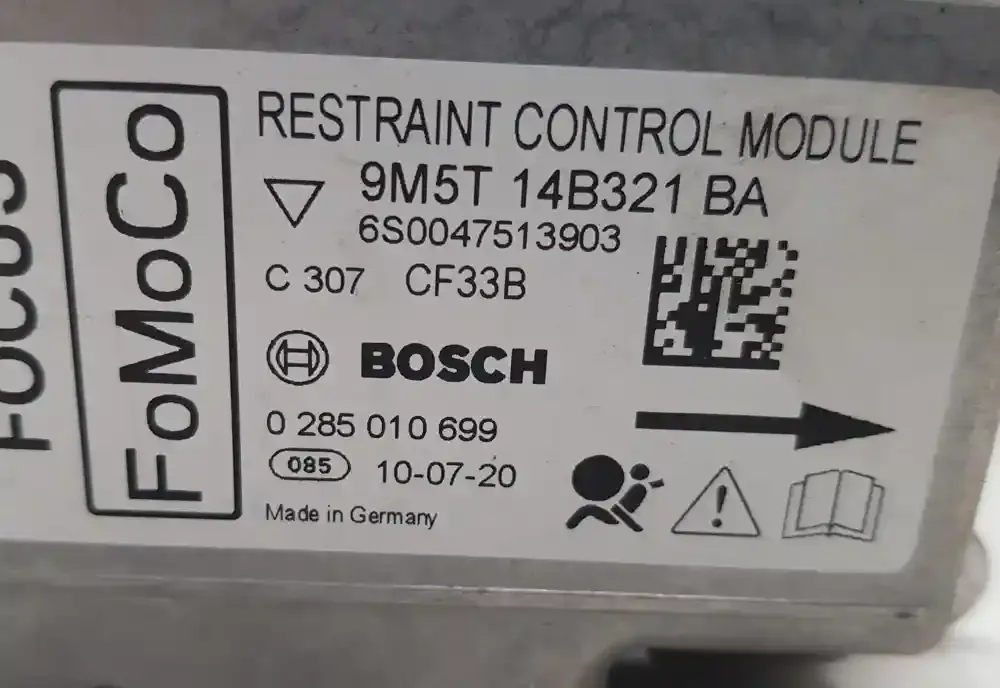 FOCUS
FoMoCo
RESTRAINT CONTROL MODULE
9M5T 14B321 BA
6S0047513903
C 307 CF33B
BOSCH
0 285 010 699
085 10-07-20
Made in Germany